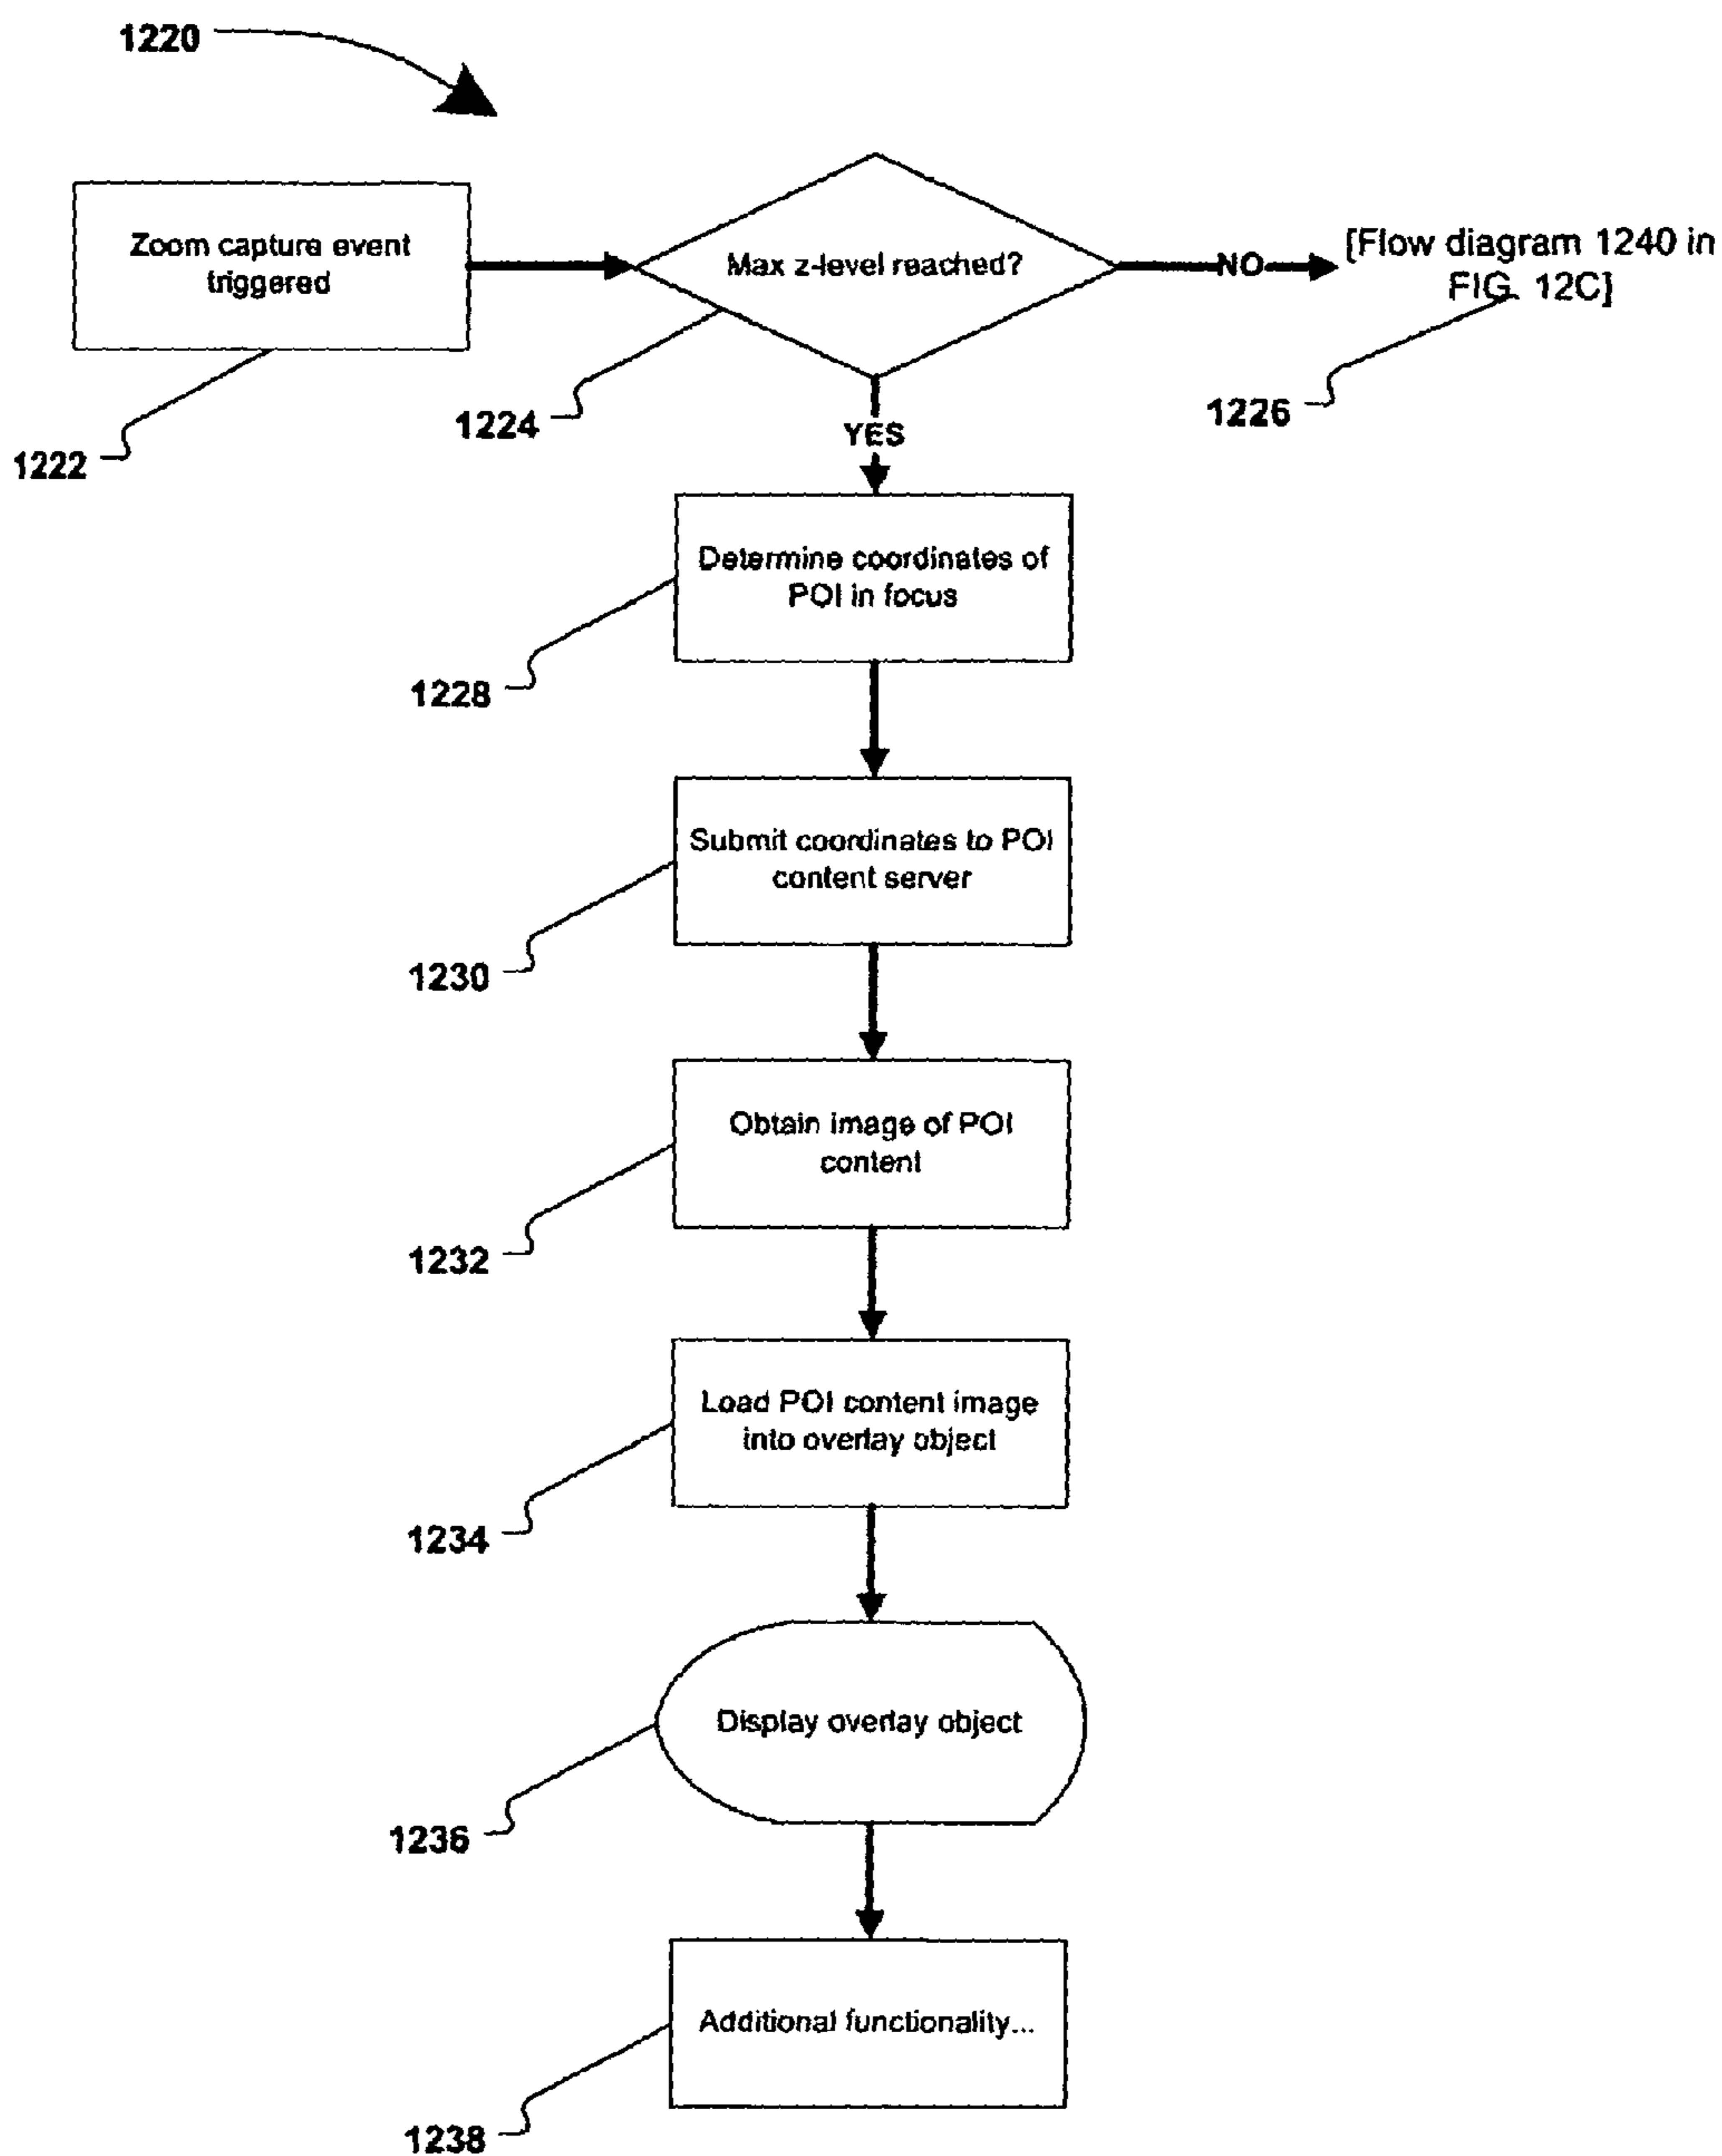 1220
Zoom capture event
triggered
Max z-level reached?
NO
[Flow diagram 1240 in
FIG. 12C]
1222
1224
1226
YES
Determine coordinates of
POI in focus
1228
Submit coordinates to POI
content server
1230
Obtain image of POI
content
1232
Load POI content image
into overlay object
1234
Display overlay object
1236
Additional functionality...
1238